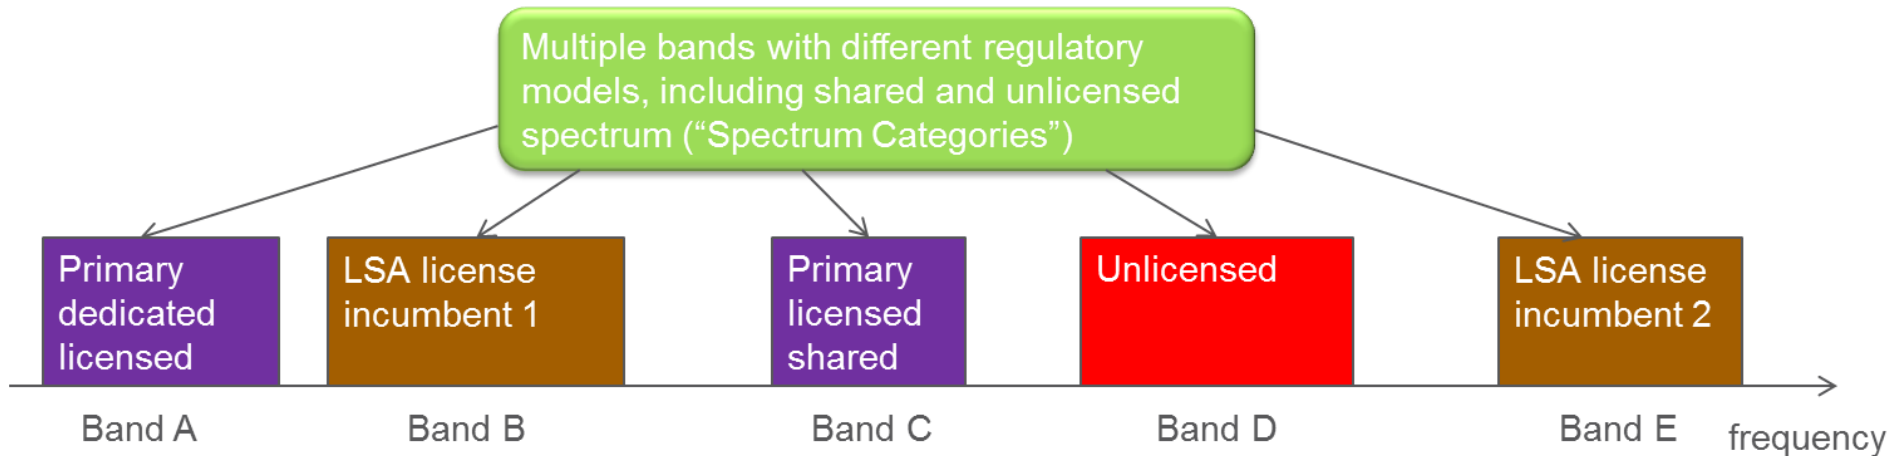 Multiple bands with different regulatory
models, including shared and unlicensed
spectrum (“Spectrum Categories”)
Primary
dedicated
licensed
LSA license
incumbent 1
Primary
licensed
shared
Unlicensed
LSA license
incumbent 2
Band A
Band B
Band C
Band D
Band E
frequency